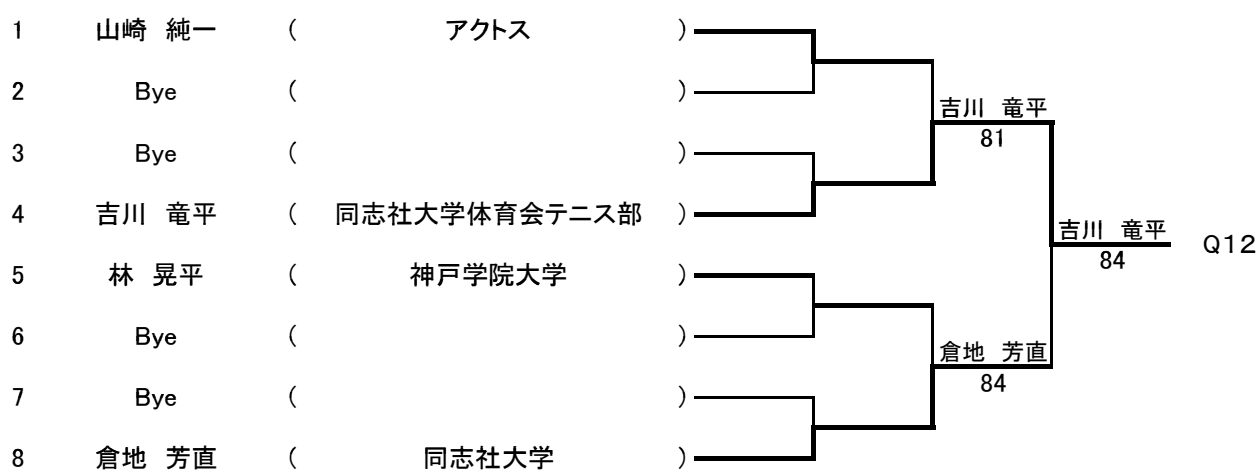 1 山崎 純一 ( アクトス )
2 Bye ( )
吉川 竜平
81
3 Bye ( )
4 吉川 竜平 ( 同志社大学体育会テニス部 )
吉川 竜平
84
Q12
5 林 晃平 ( 神戸学院大学 )
6 Bye ( )
倉地 芳直
84
7 Bye ( )
8 倉地 芳直 ( 同志社大学 )